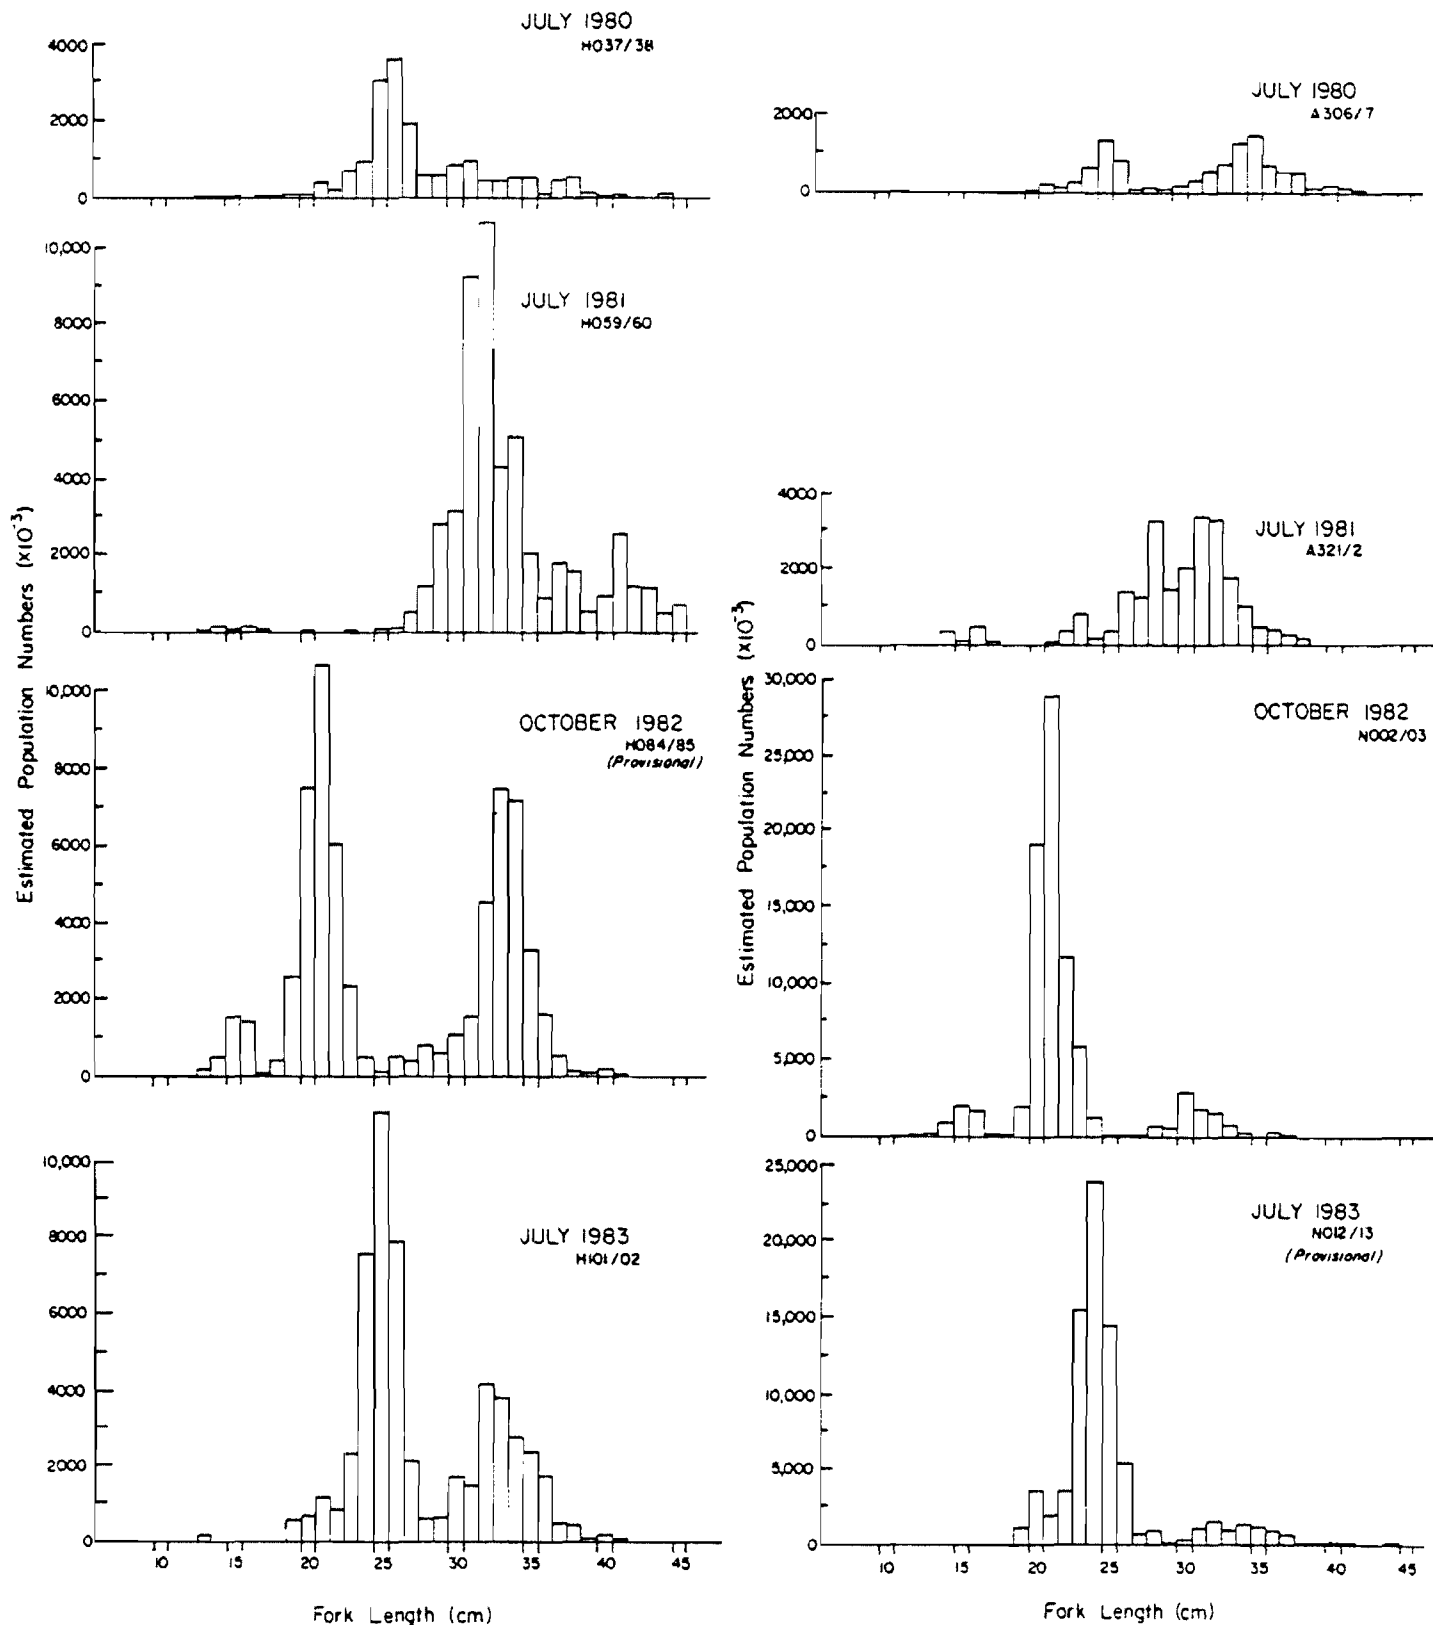 JULY 1980
H037/38
4000
2000
0
JULY 1981
H059/60
10,000
8000
6000
4000
2000
0
OCTOBER 1982
H084/85
(Provisional)
10,000
8000
6000
4000
2000
0
JULY 1983
H101/02
10,000
8000
6000
4000
2000
0
10 15 20 25 30 35 40 45
Fork Length (cm)
Estimated Population Numbers (x10⁻³)
JULY 1980
A306/7
2000
0
JULY 1981
A321/2
4000
2000
0
OCTOBER 1982
N002/03
30,000
25,000
20,000
15,000
10,000
5,000
0
JULY 1983
N012/13
(Provisional)
25,000
20,000
15,000
10,000
5,000
0
10 15 20 25 30 35 40 45
Fork Length (cm)
Estimated Population Numbers (x10⁻³)